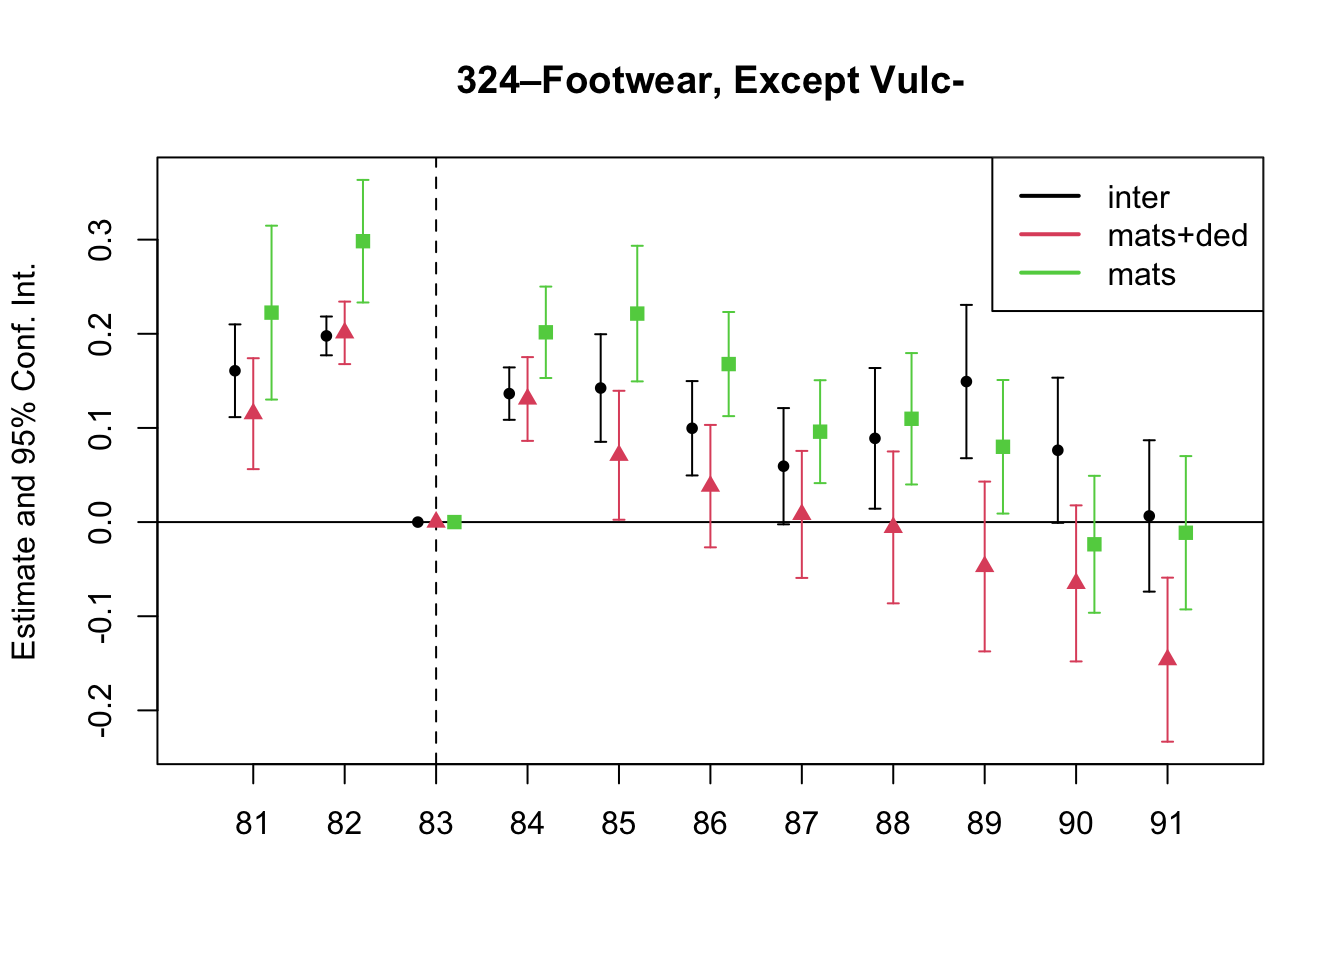 324–Footwear, Except Vulc-
Estimate and 95% Conf. Int.
0.3
0.2
0.1
0.0
-0.1
-0.2
inter
mats+ded
mats
81 82 83 84 85 86 87 88 89 90 91